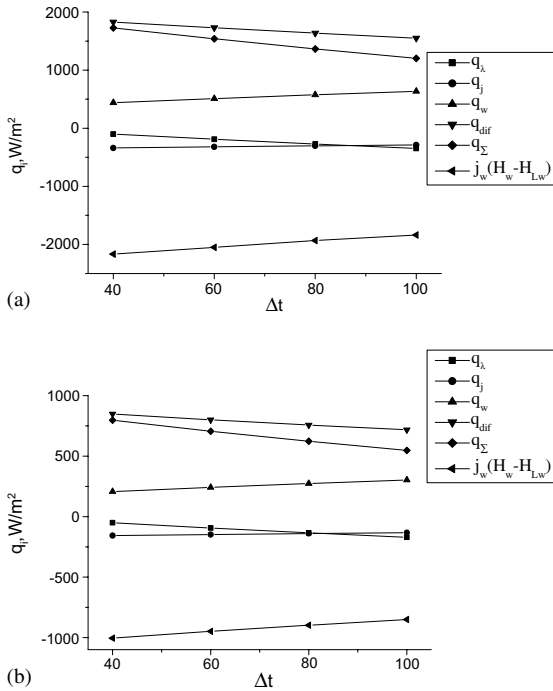 2000
1000
0
-1000
-2000
q_i, W/m²
40
60
80
100
Δt
(a)
q_λ
q_j
q_w
q_dif
q_Σ
j_w(H_w-H_Lw)
1000
500
0
-500
-1000
q_i, W/m²
40
60
80
100
Δt
(b)
q_λ
q_j
q_w
q_dif
q_Σ
j_w(H_w-H_Lw)